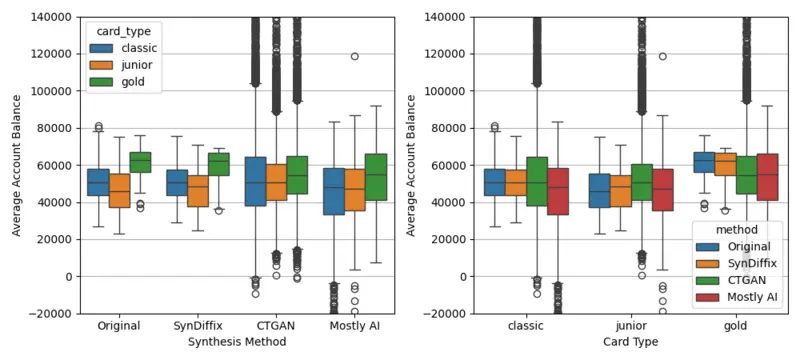 140000
120000
100000
80000
60000
40000
20000
0
−20000
Average Account Balance
card_type
classic
junior
gold
Original
SynDiffix
CTGAN
Mostly AI
Synthesis Method
140000
120000
100000
80000
60000
40000
20000
0
−20000
Average Account Balance
method
Original
SynDiffix
CTGAN
Mostly AI
classic
junior
gold
Card Type